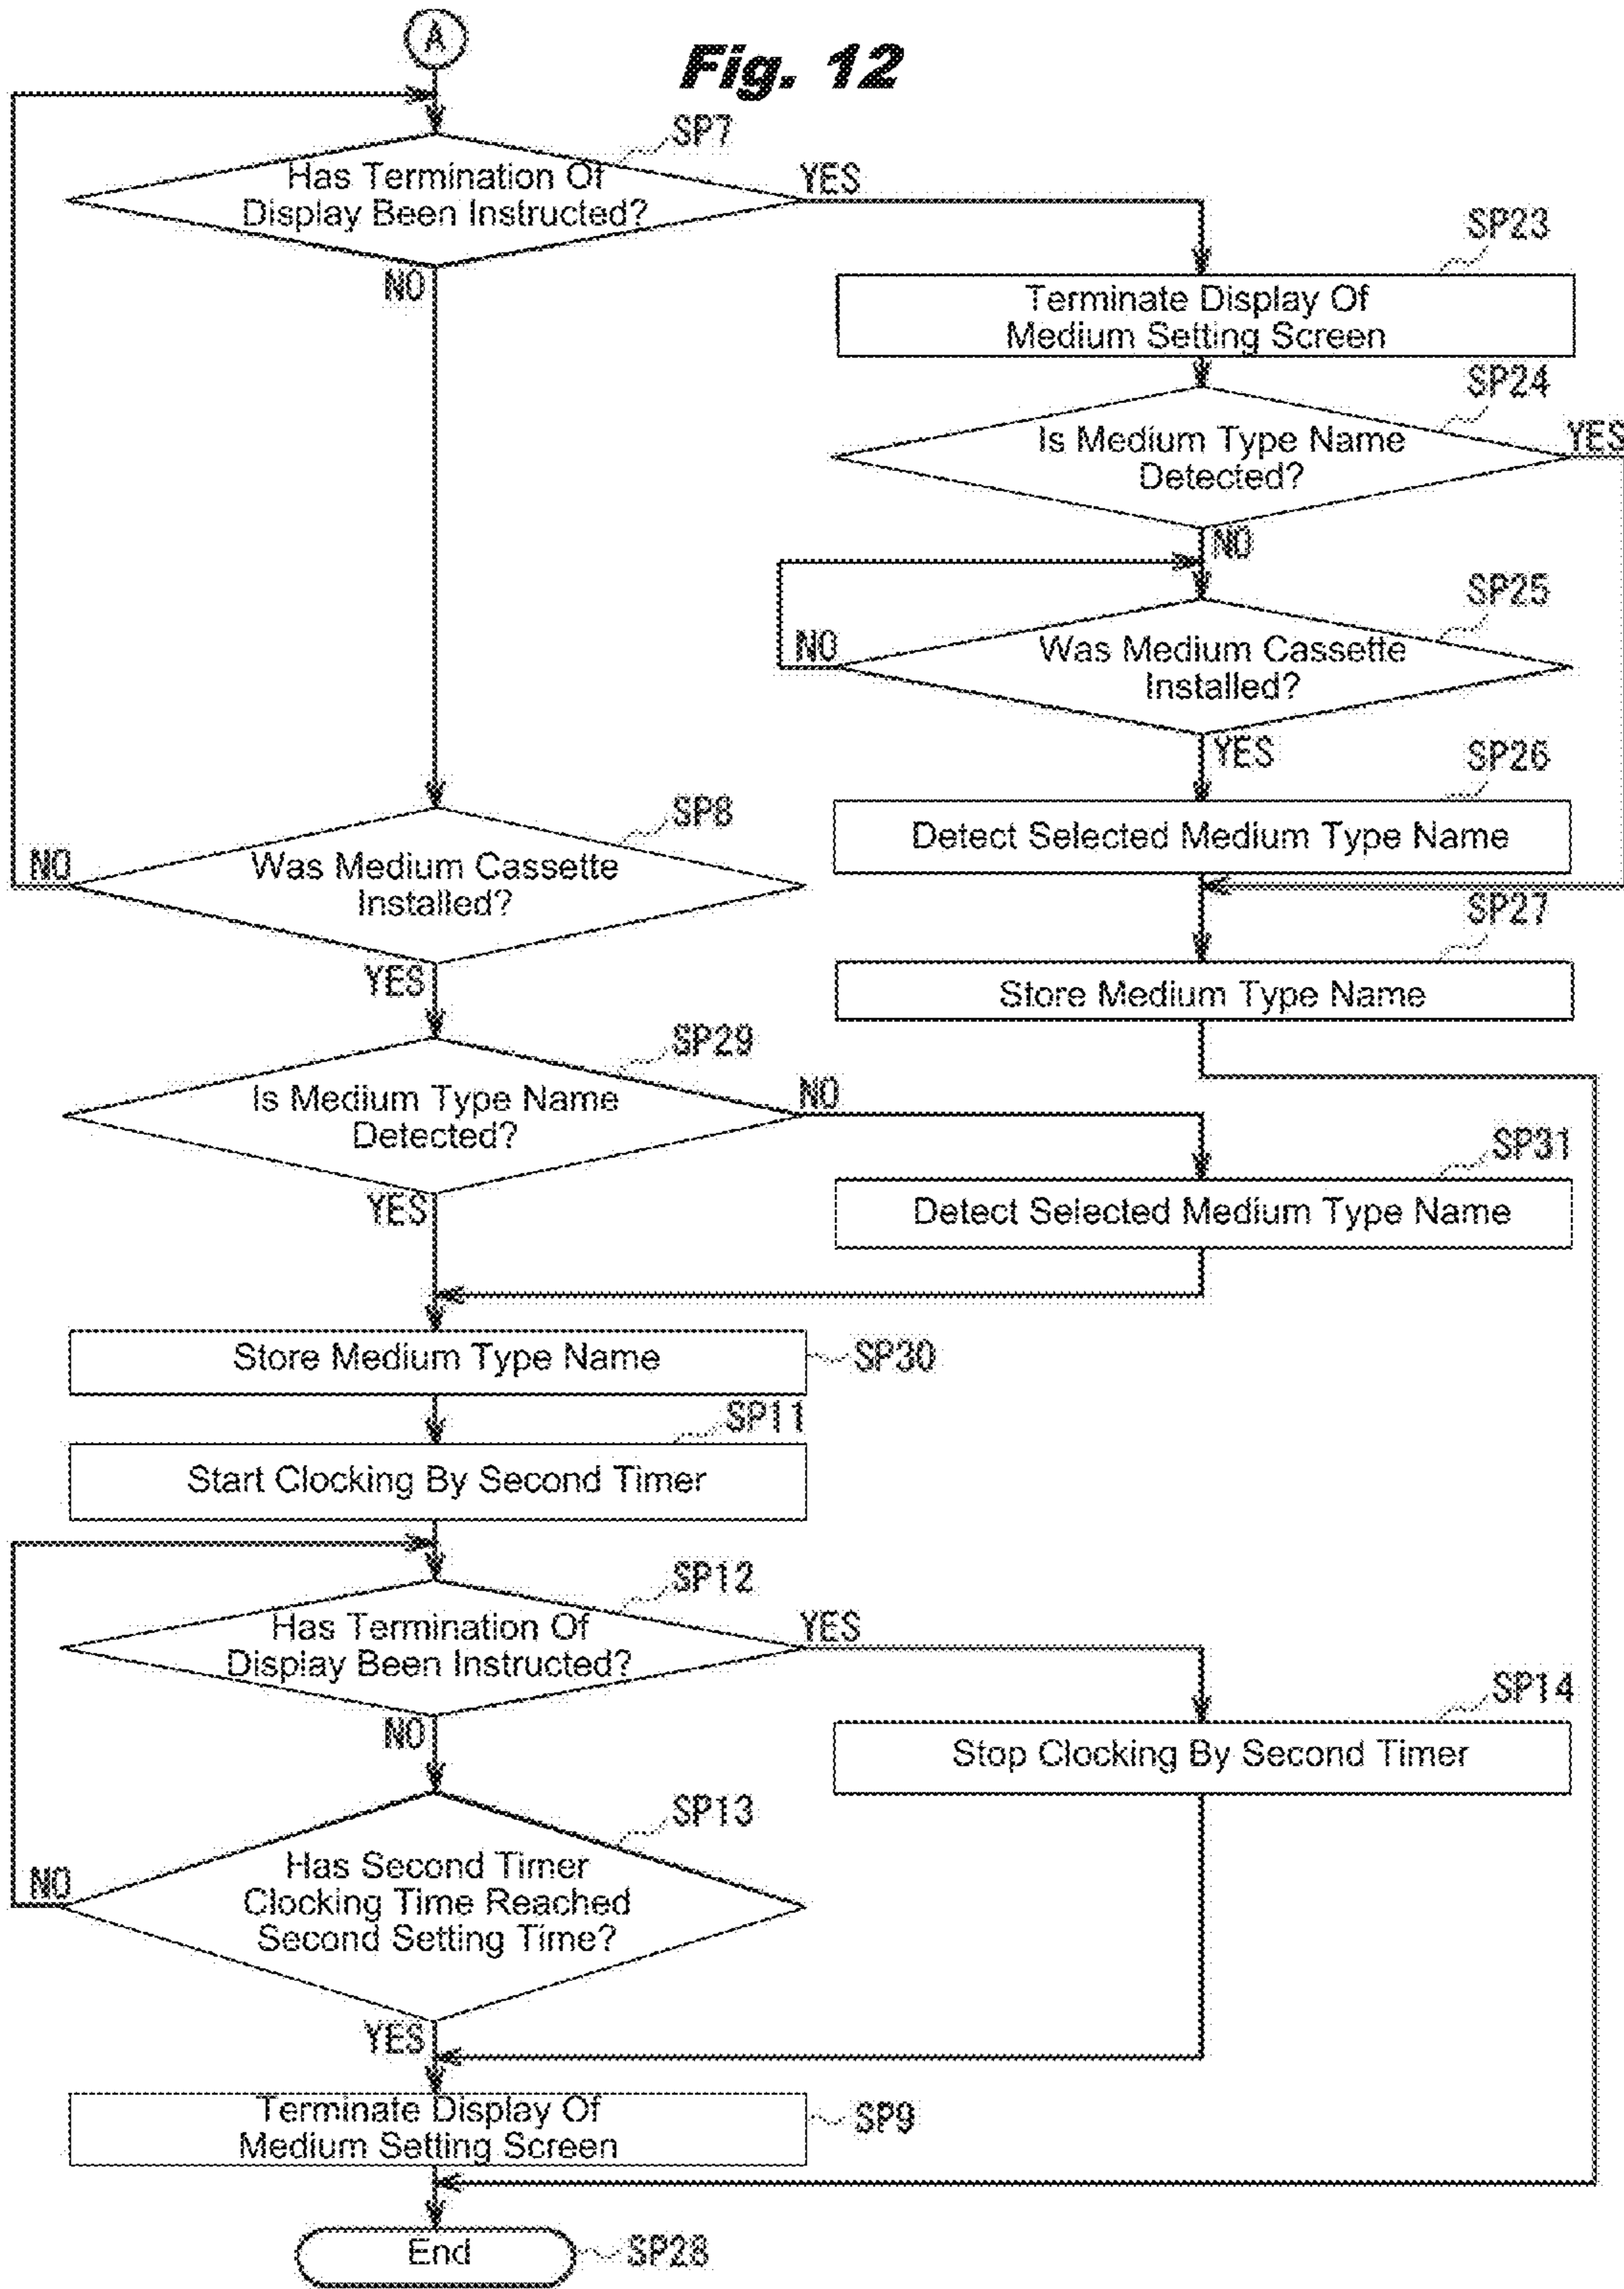 A
Fig. 12
SP7
Has Termination Of
Display Been Instructed?
YES
NO
SP23
Terminate Display Of
Medium Setting Screen
SP24
Is Medium Type Name
Detected?
YES
NO
SP25
Was Medium Cassette
Installed?
NO
YES
SP26
Detect Selected Medium Type Name
SP8
Was Medium Cassette
Installed?
NO
YES
SP27
Store Medium Type Name
SP29
Is Medium Type Name
Detected?
NO
YES
SP31
Detect Selected Medium Type Name
Store Medium Type Name
SP30
SP11
Start Clocking By Second Timer
SP12
Has Termination Of
Display Been Instructed?
YES
NO
SP14
Stop Clocking By Second Timer
SP13
Has Second Timer
Clocking Time Reached
Second Setting Time?
NO
YES
Terminate Display Of
Medium Setting Screen
SP9
End
SP28